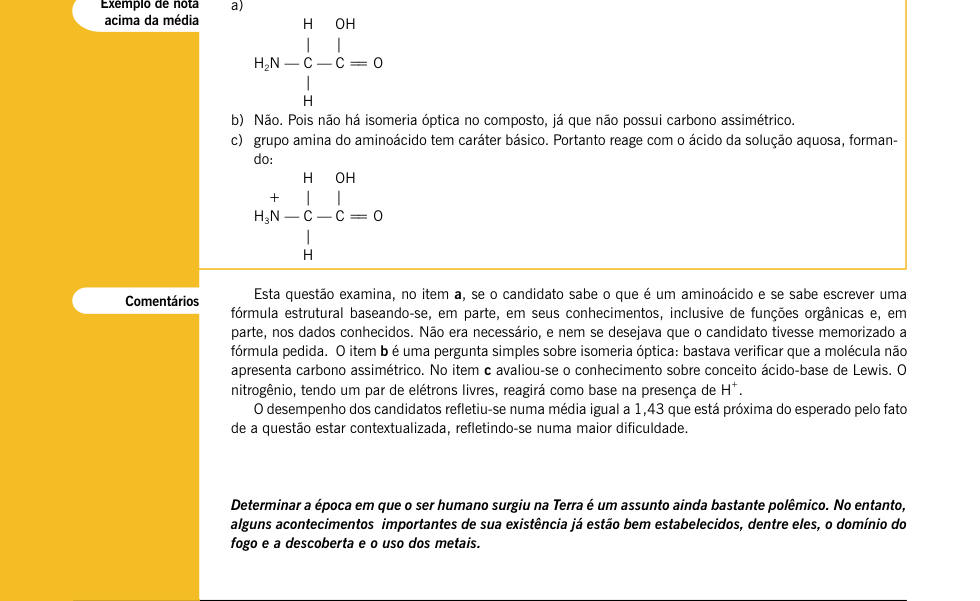 Exemplo de nota
acima da média
a)
H OH
| |
H₂N — C — C ═ O
|
H
b) Não. Pois não há isomeria óptica no composto, já que não possui carbono assimétrico.
c) grupo amina do aminoácido tem caráter básico. Portanto reage com o ácido da solução aquosa, forman-
do:
H OH
+ | |
H₃N — C — C ═ O
|
H
Comentários
Esta questão examina, no item a, se o candidato sabe o que é um aminoácido e se sabe escrever uma
fórmula estrutural baseando-se, em parte, em seus conhecimentos, inclusive de funções orgânicas e, em
parte, nos dados conhecidos. Não era necessário, e nem se desejava que o candidato tivesse memorizado a
fórmula pedida. O item b é uma pergunta simples sobre isomeria óptica: bastava verificar que a molécula não
apresenta carbono assimétrico. No item c avaliou-se o conhecimento sobre conceito ácido-base de Lewis. O
nitrogênio, tendo um par de elétrons livres, reagirá como base na presença de H⁺.
O desempenho dos candidatos refletiu-se numa média igual a 1,43 que está próxima do esperado pelo fato
de a questão estar contextualizada, refletindo-se numa maior dificuldade.
Determinar a época em que o ser humano surgiu na Terra é um assunto ainda bastante polêmico. No entanto,
alguns acontecimentos importantes de sua existência já estão bem estabelecidos, dentre eles, o domínio do
fogo e a descoberta e o uso dos metais.